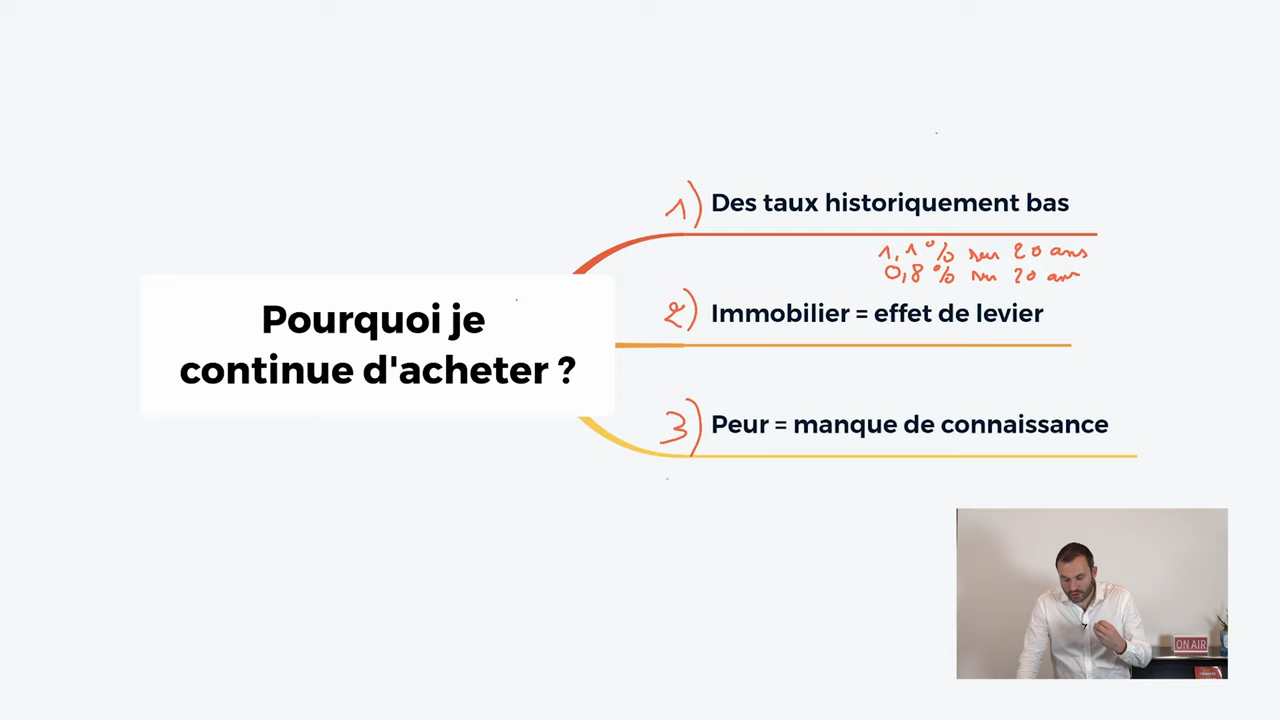 Pourquoi je
continue d'acheter ?
1) Des taux historiquement bas
1,1% sur 20 ans
0,8% sur 20 ans
2) Immobilier = effet de levier
3) Peur = manque de connaissance
ON AIR